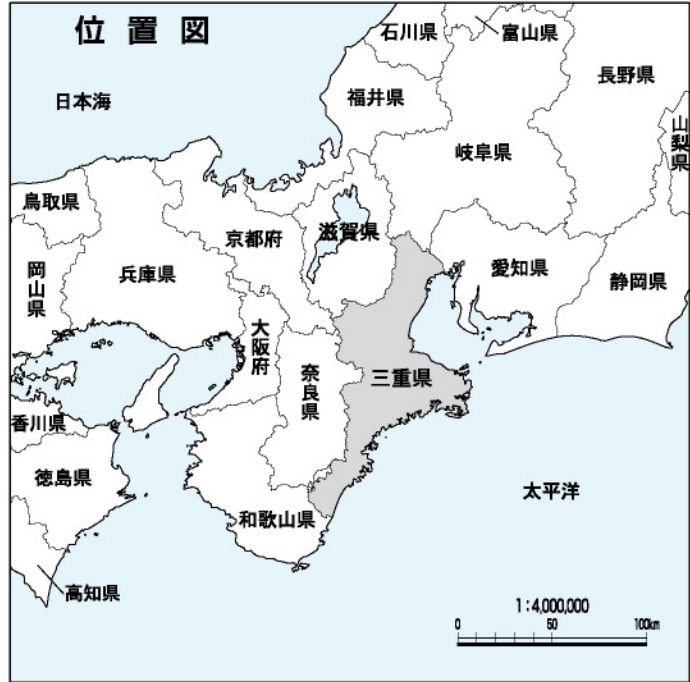 位置図
石川県
富山県
長野県
日本海
福井県
山梨県
岐阜県
鳥取県
滋賀県
京都府
愛知県
兵庫県
静岡県
岡山県
大阪府
奈良県
三重県
香川県
徳島県
太平洋
和歌山県
高知県
1:4,000,000
0 50 100km